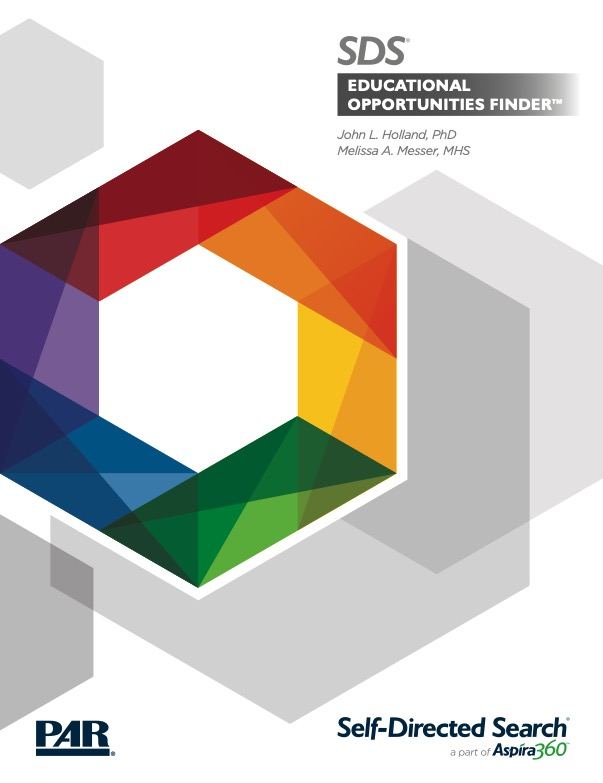 SDS®
EDUCATIONAL
OPPORTUNITIES FINDER™
John L. Holland, PhD
Melissa A. Messer, MHS
PAR®
Self-Directed Search®
a part of Aspira360™